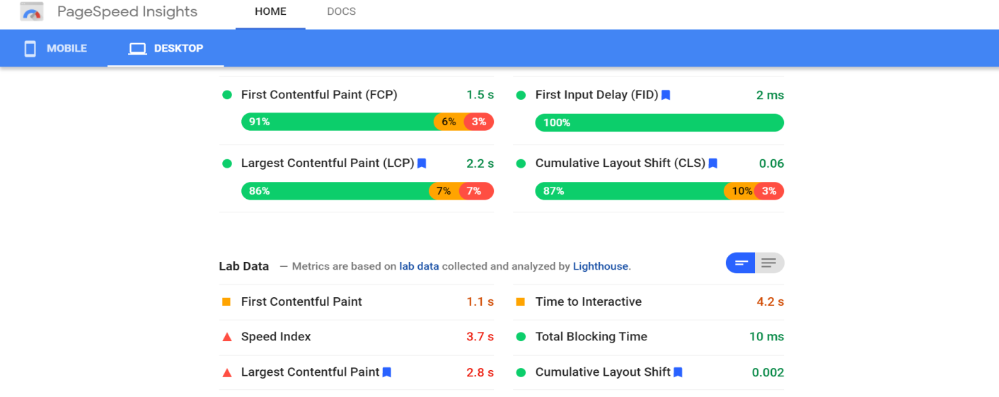 PageSpeed Insights HOME DOCS
MOBILE DESKTOP
First Contentful Paint (FCP) 1.5 s
91% 6% 3%
First Input Delay (FID) 2 ms
100%
Largest Contentful Paint (LCP) 2.2 s
86% 7% 7%
Cumulative Layout Shift (CLS) 0.06
87% 10% 3%
Lab Data — Metrics are based on lab data collected and analyzed by Lighthouse.
First Contentful Paint 1.1 s
Time to Interactive 4.2 s
Speed Index 3.7 s
Total Blocking Time 10 ms
Largest Contentful Paint 2.8 s
Cumulative Layout Shift 0.002